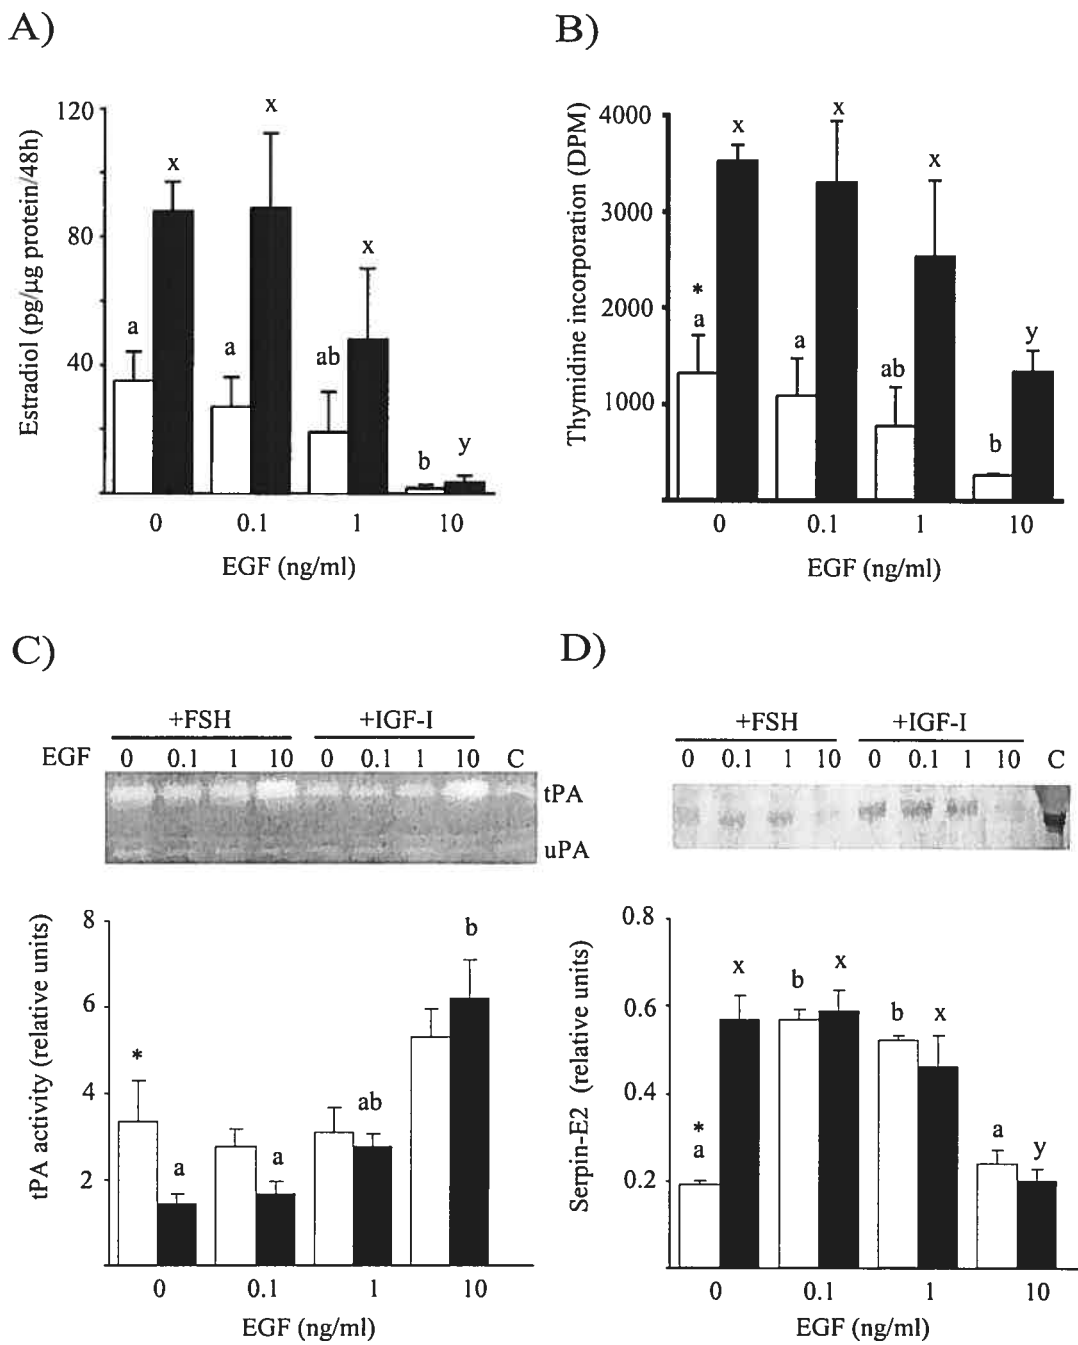 A)
B)
Estradiol (pg/μg protein/48h)
120
80
40
a
x
a
x
ab
x
b
y
0 0.1 1 10
EGF (ng/ml)
Thymidine incorporation (DPM)
4000
3000
2000
1000
*
a
x
a
x
ab
x
b
y
0 0.1 1 10
EGF (ng/ml)
C)
D)
+FSH +IGF-I
EGF 0 0.1 1 10 0 0.1 1 10 C
tPA
uPA
tPA activity (relative units)
8
6
4
2
*
a
a
ab
b
0 0.1 1 10
EGF (ng/ml)
+FSH +IGF-I
0 0.1 1 10 0 0.1 1 10 C
Serpin-E2 (relative units)
0.8
0.6
0.4
0.2
*
a
x
b
x
b
x
a
y
0 0.1 1 10
EGF (ng/ml)